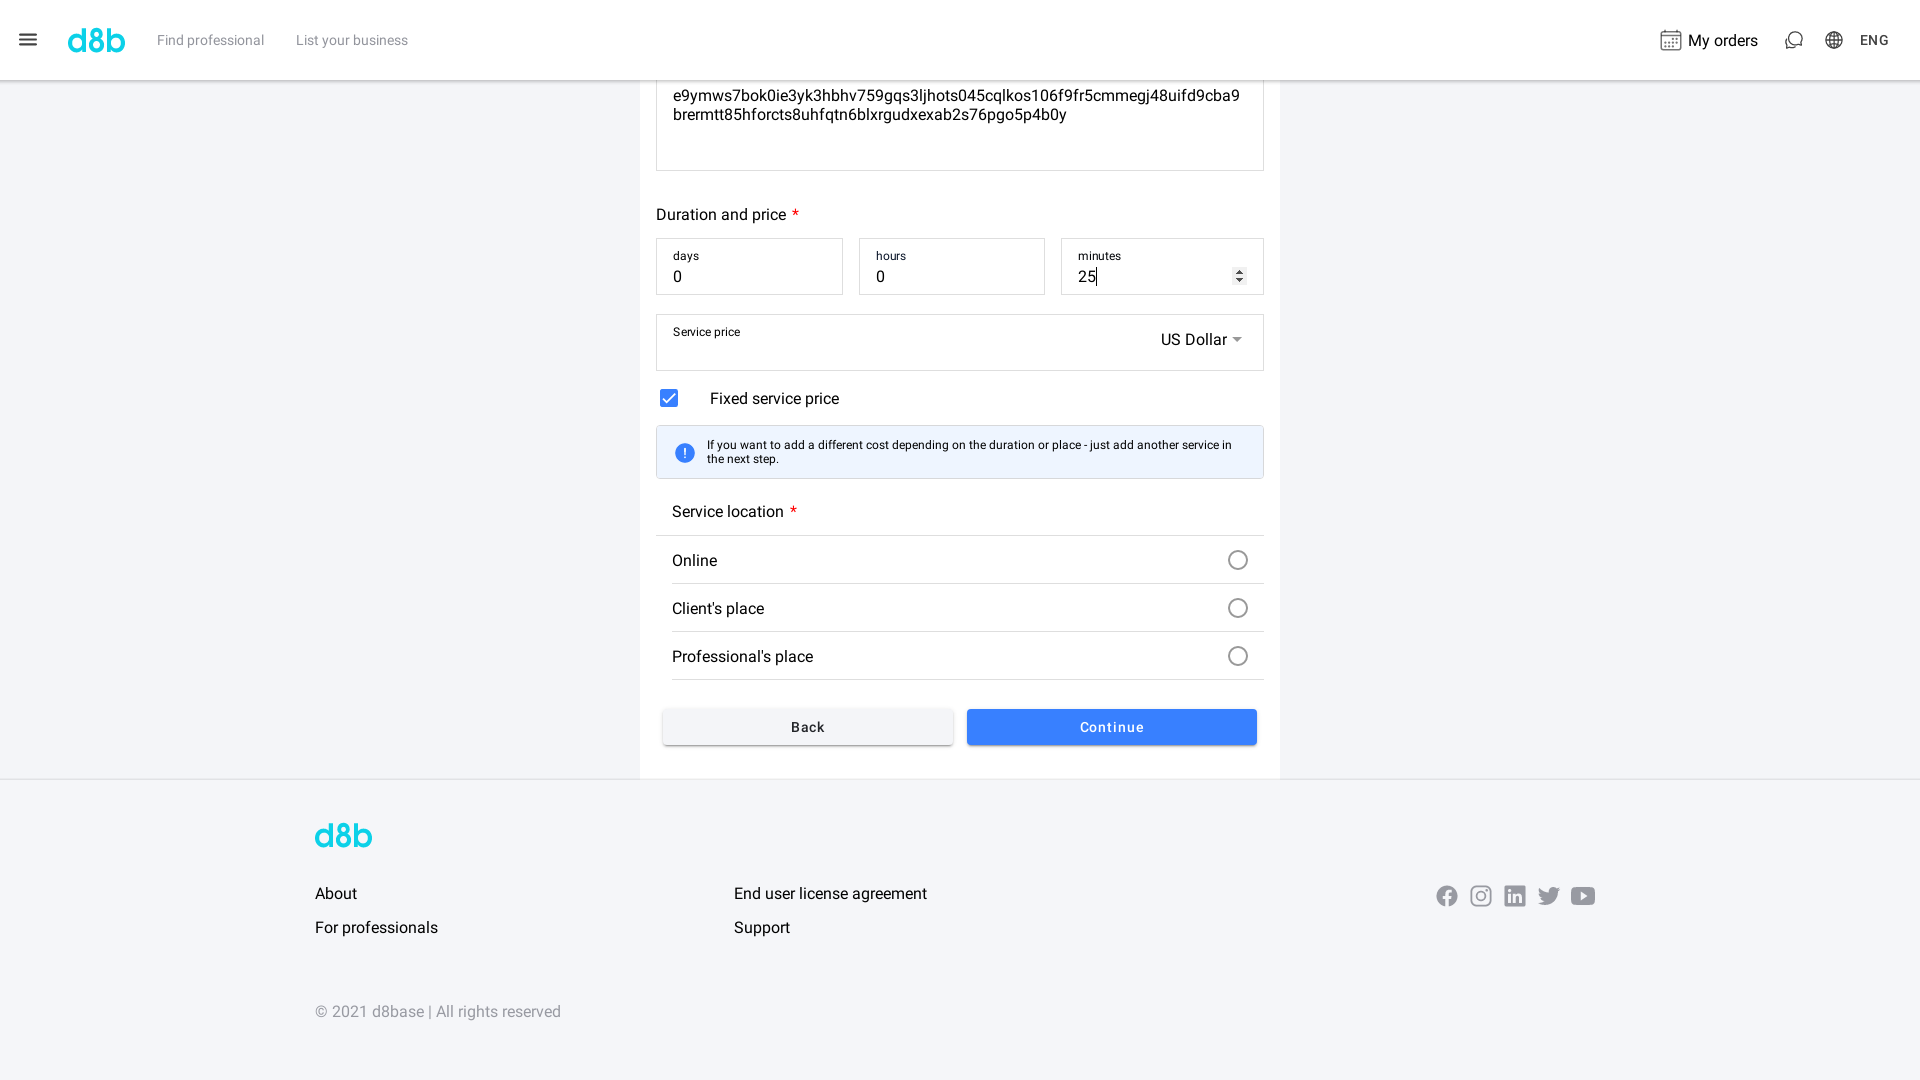 d8b
Find professional
List your business
My orders
ENG
e9ymws7bok0ie3yk3hbhv759gqs3ljhots045cqlkos106f9fr5cmmegj48uifd9cba9
brermtt85hforcts8uhfqtn6blxrgudxexab2s76pgo5p4b0y
Duration and price *
days
0
hours
0
minutes
25
Service price
US Dollar
Fixed service price
If you want to add a different cost depending on the duration or place - just add another service in
the next step.
Service location *
Online
Client's place
Professional's place
Back
Continue
d8b
About
For professionals
End user license agreement
Support
© 2021 d8base | All rights reserved